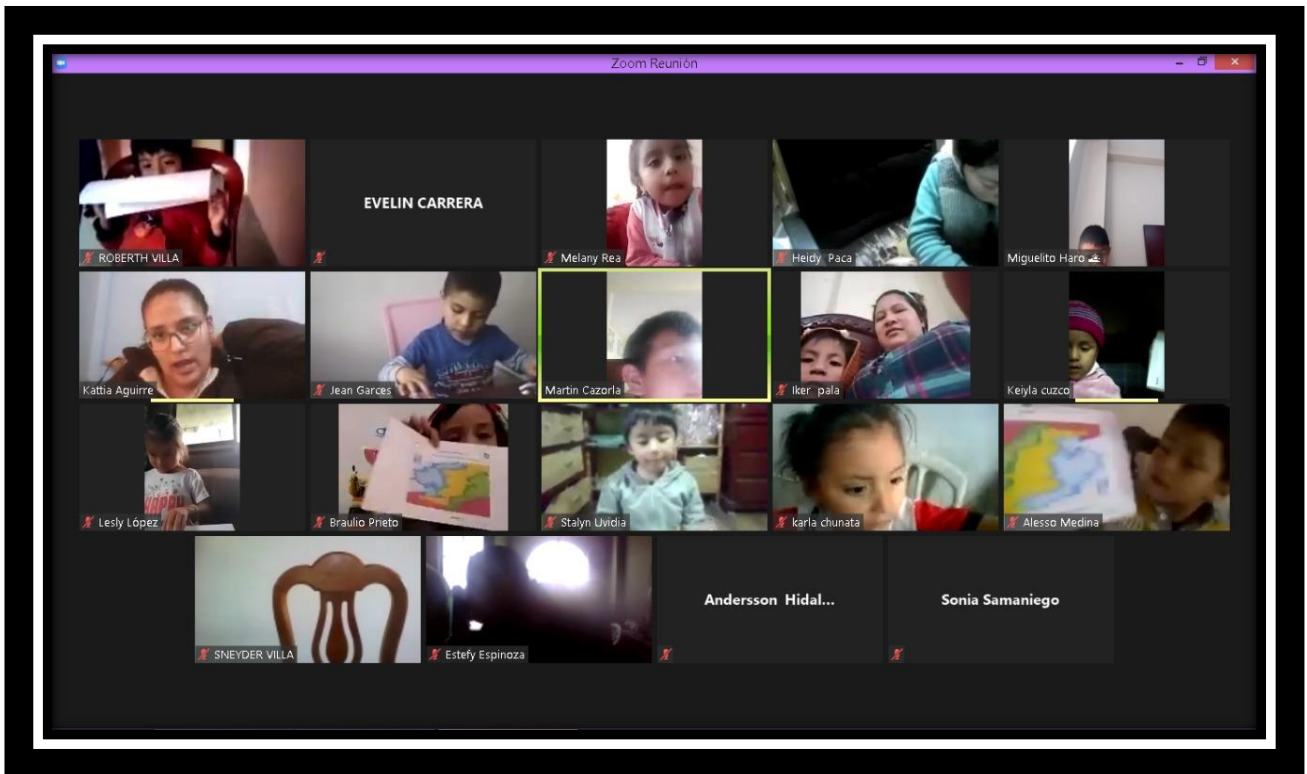 Zoom Reunión
ROBERTH VILLA
EVELIN CARRERA
Melany Rea
Heidy Paca
Miguelito Haro
Kattia Aguirre
Jean Garces
Martin Cazorla
Iker pala
Keiyla cuzco
Lesly López
Braulio Prieto
Stalyn Uvidia
karla chunata
Alesso Medina
SNEYDER VILLA
Estefy Espinoza
Andersson Hidal...
Sonia Samaniego